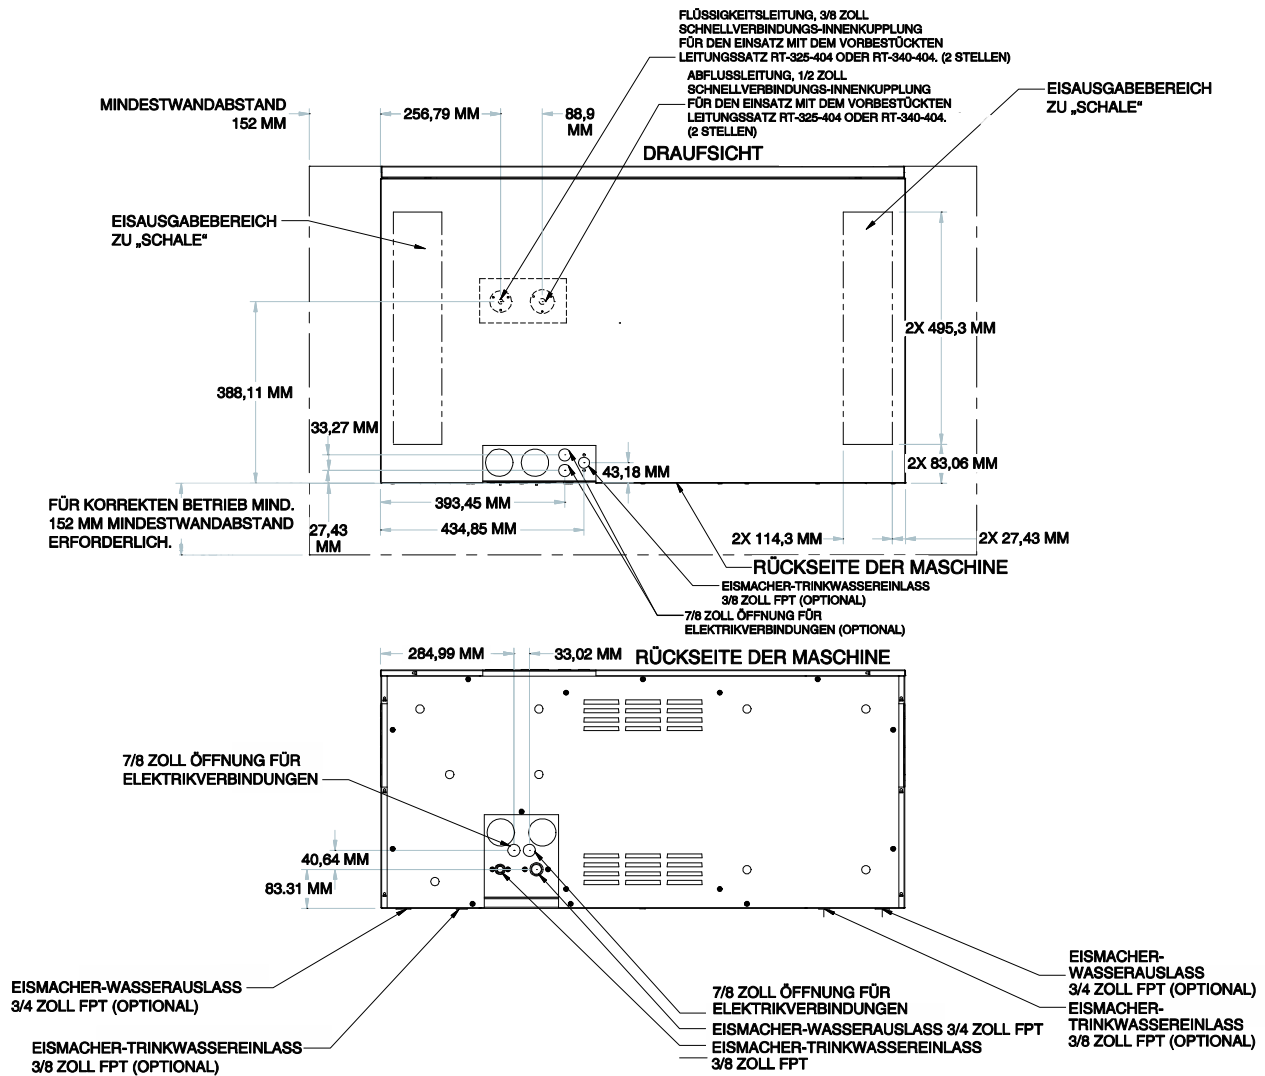 FLÜSSIGKEITSLEITUNG, 3/8 ZOLL
SCHNELLVERBINDUNGS-INNENKUPPLUNG
FÜR DEN EINSATZ MIT DEM VORBESTÜCKTEN
LEITUNGSSATZ RT-325-404 ODER RT-340-404. (2 STELLEN)
ABFLUSSLEITUNG, 1/2 ZOLL
SCHNELLVERBINDUNGS-INNENKUPPLUNG
FÜR DEN EINSATZ MIT DEM VORBESTÜCKTEN
LEITUNGSSATZ RT-325-404 ODER RT-340-404.
(2 STELLEN)
EISAUSGABEBEREICH
ZU „SCHALE“
MINDESTWANDABSTAND
152 MM
256,79 MM
88,9
MM
DRAUFSICHT
EISAUSGABEBEREICH
ZU „SCHALE“
2X 495,3 MM
388,11 MM
33,27 MM
43,18 MM
2X 83,06 MM
FÜR KORREKTEN BETRIEB MIND.
152 MM MINDESTWANDABSTAND
ERFORDERLICH.
393,45 MM
27,43
MM
434,85 MM
2X 114,3 MM
2X 27,43 MM
RÜCKSEITE DER MASCHINE
EISMACHER-TRINKWASSEREINLASS
3/8 ZOLL FPT (OPTIONAL)
7/8 ZOLL ÖFFNUNG FÜR
ELEKTRIKVERBINDUNGEN (OPTIONAL)
284,99 MM
33,02 MM
RÜCKSEITE DER MASCHINE
7/8 ZOLL ÖFFNUNG FÜR
ELEKTRIKVERBINDUNGEN
40,64 MM
83.31 MM
EISMACHER-WASSERAUSLASS
3/4 ZOLL FPT (OPTIONAL)
EISMACHER-TRINKWASSEREINLASS
3/8 ZOLL FPT (OPTIONAL)
7/8 ZOLL ÖFFNUNG FÜR
ELEKTRIKVERBINDUNGEN
EISMACHER-WASSERAUSLASS 3/4 ZOLL FPT
EISMACHER-TRINKWASSEREINLASS
3/8 ZOLL FPT
EISMACHER-
WASSERAUSLASS
3/4 ZOLL FPT (OPTIONAL)
EISMACHER-
TRINKWASSEREINLASS
3/8 ZOLL FPT (OPTIONAL)